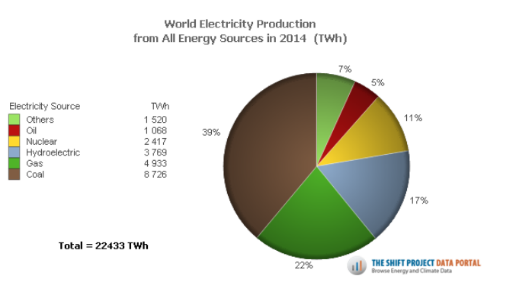 World Electricity Production
from All Energy Sources in 2014 (TWh)
Electricity Source TWh
Others 1 520
Oil 1 068
Nuclear 2 417
Hydroelectric 3 769
Gas 4 933
Coal 8 726
7%
5%
11%
17%
22%
39%
Total = 22433 TWh
THE SHIFT PROJECT DATA PORTAL
Browse Energy and Climate Data